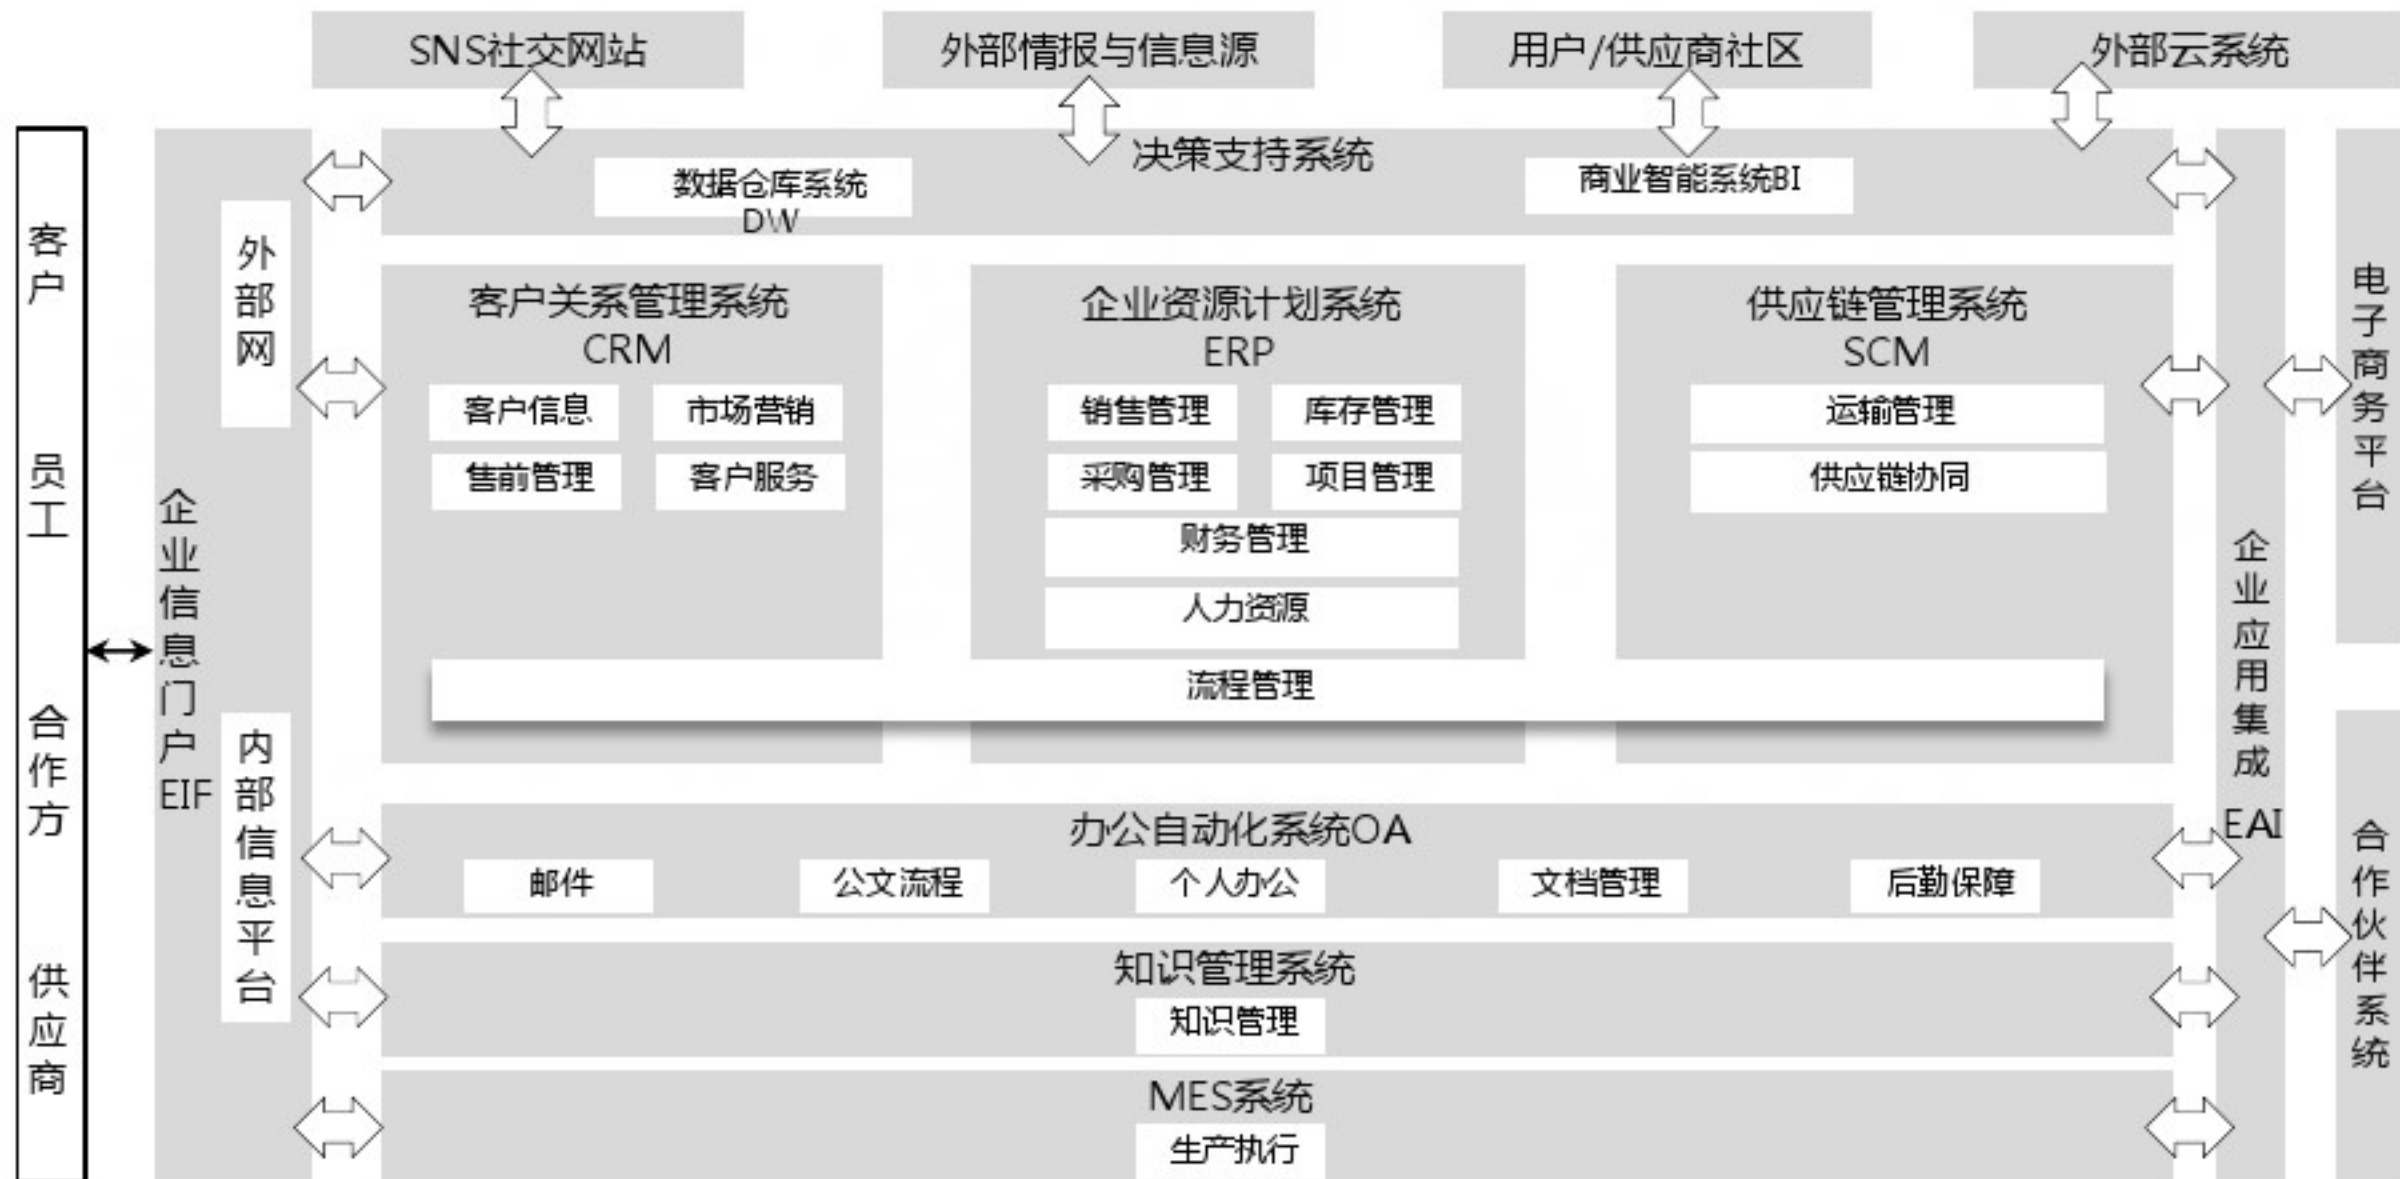 SNS社交网站
外部情报与信息源
用户/供应商社区
外部云系统
客户
员工
合作方
供应商
企业信息门户
EIF
外部网
内部信息平台
决策支持系统
数据仓库系统
DW
商业智能系统BI
客户关系管理系统
CRM
客户信息
市场营销
售前管理
客户服务
企业资源计划系统
ERP
销售管理
库存管理
采购管理
项目管理
财务管理
人力资源
供应链管理系统
SCM
运输管理
供应链协同
流程管理
办公自动化系统OA
邮件
公文流程
个人办公
文档管理
后勤保障
知识管理系统
知识管理
MES系统
生产执行
企业应用集成
EAI
电子商务平台
合作伙伴系统